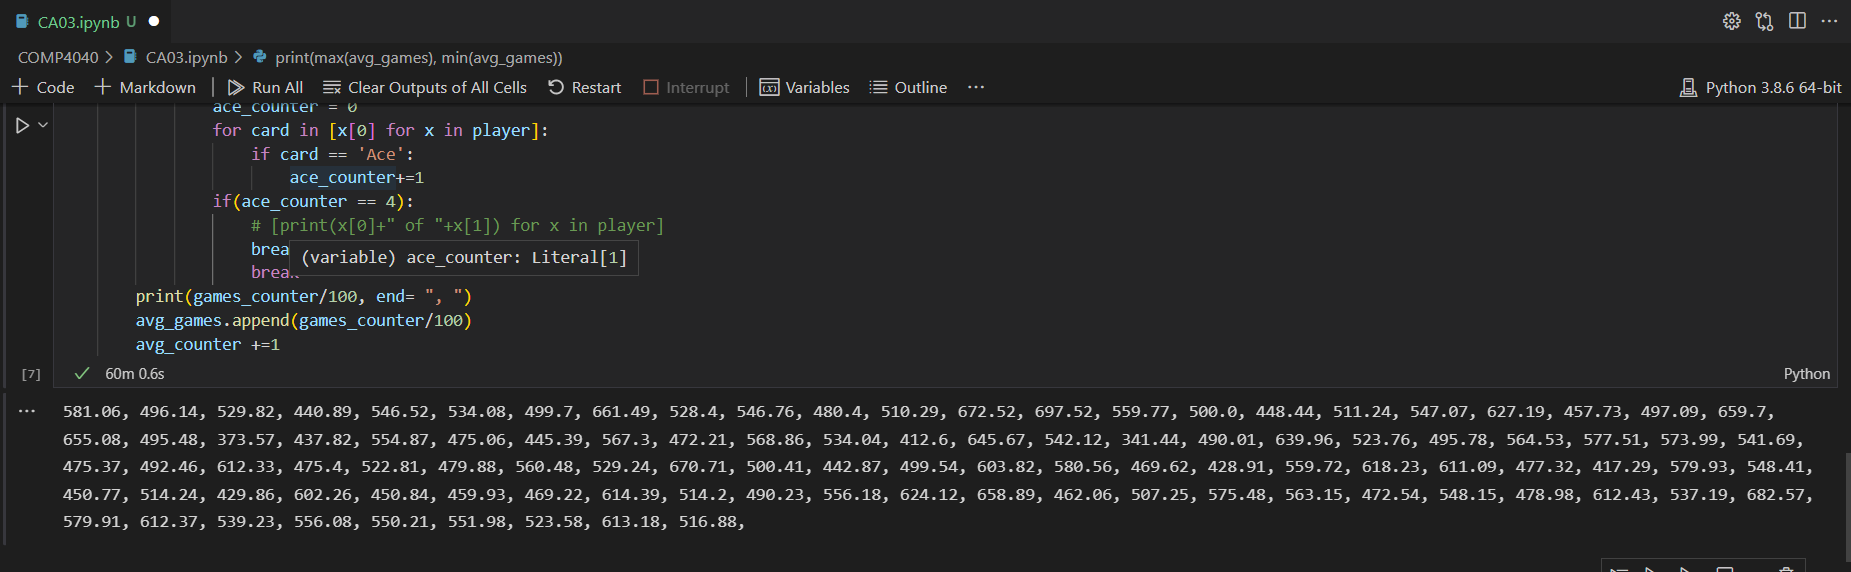 CA03.ipynb U
COMP4040 > CA03.ipynb > print(max(avg_games), min(avg_games))
+ Code + Markdown | Run All Clear Outputs of All Cells Restart Interrupt | Variables Outline ... Python 3.8.6 64-bit
ace_counter = 0
for card in [x[0] for x in player]:
if card == 'Ace':
ace_counter+=1
if(ace_counter == 4):
# [print(x[0]+" of "+x[1]) for x in player]
brea
(variable) ace_counter: Literal[1]
break
print(games_counter/100, end= ", ")
avg_games.append(games_counter/100)
avg_counter +=1
[7] 60m 0.6s Python
581.06, 496.14, 529.82, 440.89, 546.52, 534.08, 499.7, 661.49, 528.4, 546.76, 480.4, 510.29, 672.52, 697.52, 559.77, 500.0, 448.44, 511.24, 547.07, 627.19, 457.73, 497.09, 659.7,
655.08, 495.48, 373.57, 437.82, 554.87, 475.06, 445.39, 567.3, 472.21, 568.86, 534.04, 412.6, 645.67, 542.12, 341.44, 490.01, 639.96, 523.76, 495.78, 564.53, 577.51, 573.99, 541.69,
475.37, 492.46, 612.33, 475.4, 522.81, 479.88, 560.48, 529.24, 670.71, 500.41, 442.87, 499.54, 603.82, 580.56, 469.62, 428.91, 559.72, 618.23, 611.09, 477.32, 417.29, 579.93, 548.41,
450.77, 514.24, 429.86, 602.26, 450.84, 459.93, 469.22, 614.39, 514.2, 490.23, 556.18, 624.12, 658.89, 462.06, 507.25, 575.48, 563.15, 472.54, 548.15, 478.98, 612.43, 537.19, 682.57,
579.91, 612.37, 539.23, 556.08, 550.21, 551.98, 523.58, 613.18, 516.88,